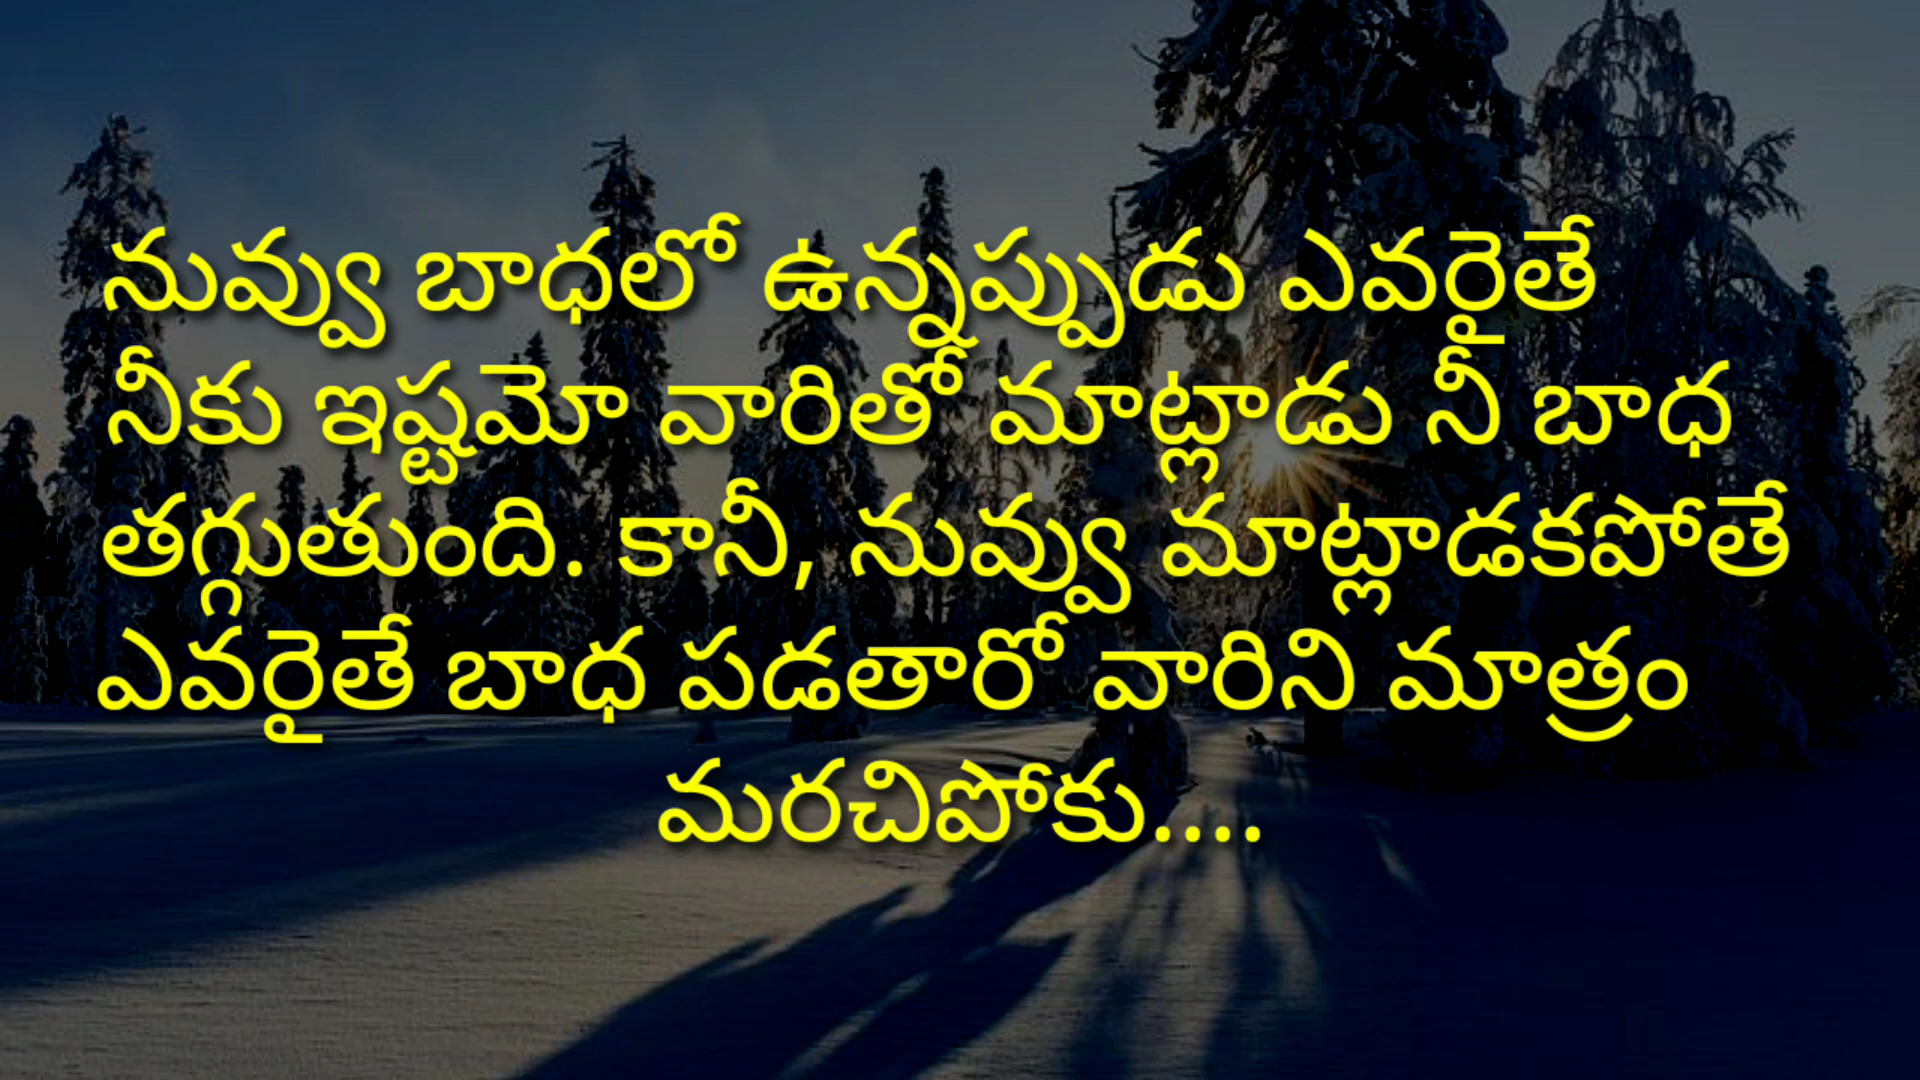 నువ్వు బాధలో ఉన్నప్పుడు ఎవరైతే
నీకు ఇష్టమో వారితో మాట్లాడు నీ బాధ
తగ్గుతుంది. కానీ, నువ్వు మాట్లాడకపోతే
ఎవరైతే బాధ పడతారో వారిని మాత్రం
మరచిపోకు....